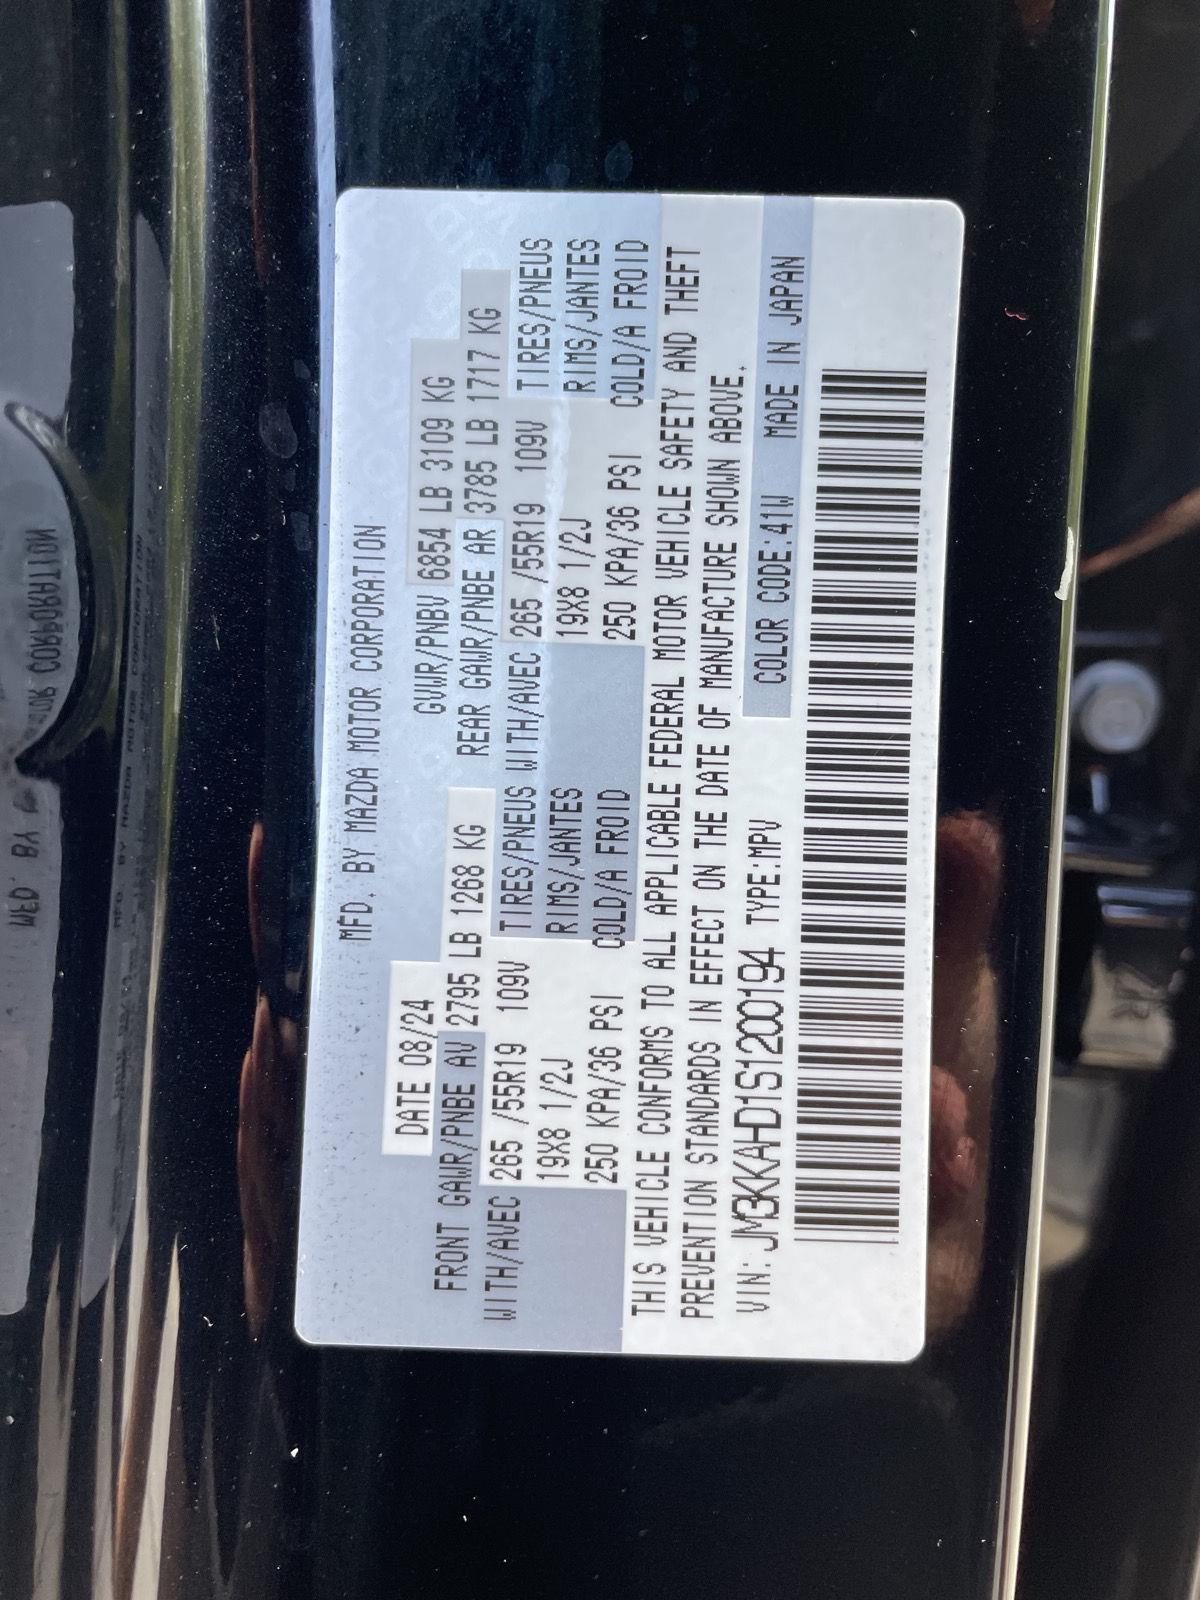 MFD. BY MAZDA MOTOR CORPORATION
DATE 08/24 GVWR/PNBV 6854 LB 3109 KG
FRONT GAWR/PNBE AV 2795 LB 1268 KG REAR GAWR/PNBE AR 3785 LB 1717 KG
WITH/AVEC 265 /55R19 109V TIRES/PNEUS WITH/AVEC 265 /55R19 109V TIRES/PNEUS
19X8 1/2J RIMS/JANTES 19X8 1/2J RIMS/JANTES
250 KPA/36 PSI COLD/A FROID 250 KPA/36 PSI COLD/A FROID
THIS VEHICLE CONFORMS TO ALL APPLICABLE FEDERAL MOTOR VEHICLE SAFETY AND THEFT
PREVENTION STANDARDS IN EFFECT ON THE DATE OF MANUFACTURE SHOWN ABOVE.
VIN: JM3KKAHD1S1200194 TYPE:MPV COLOR CODE:41W MADE IN JAPAN